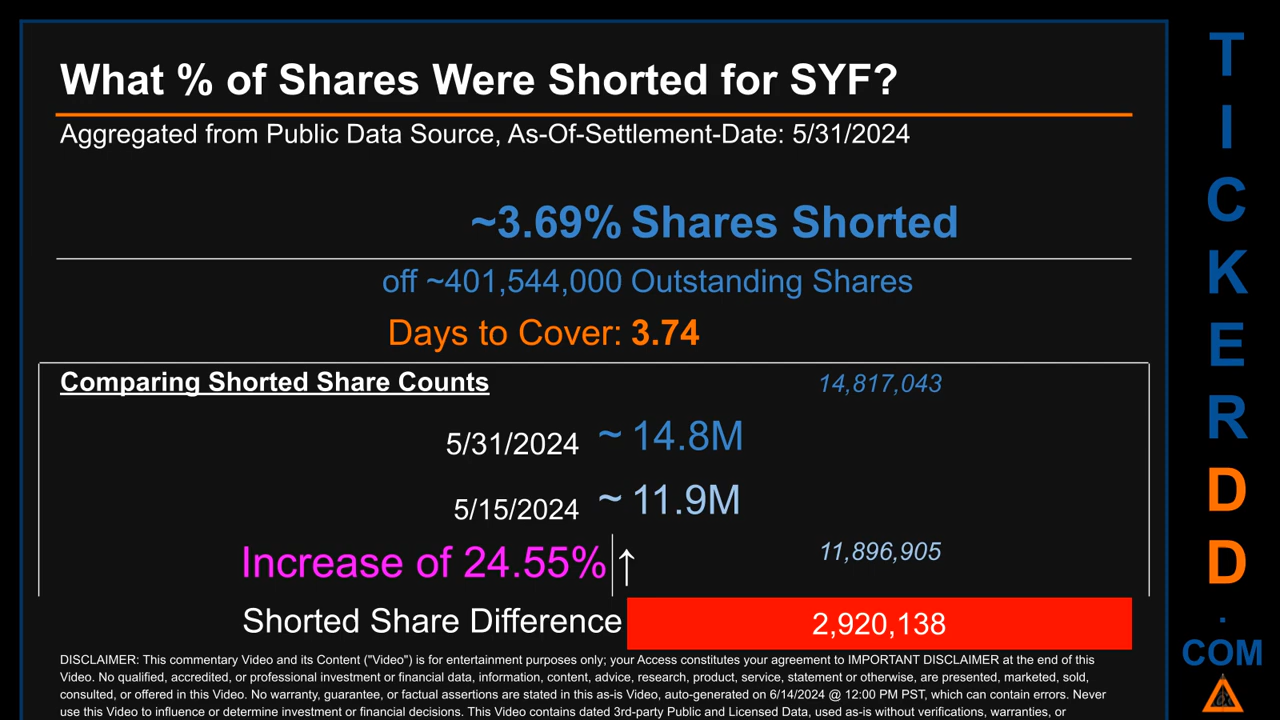 What % of Shares Were Shorted for SYF?
Aggregated from Public Data Source, As-Of-Settlement-Date: 5/31/2024
~3.69% Shares Shorted
off ~401,544,000 Outstanding Shares
Days to Cover: 3.74
Comparing Shorted Share Counts 14,817,043
5/31/2024 ~ 14.8M
5/15/2024 ~ 11.9M
Increase of 24.55% ↑ 11,896,905
Shorted Share Difference 2,920,138
DISCLAIMER: This commentary Video and its Content ("Video") is for entertainment purposes only; your Access constitutes your agreement to IMPORTANT DISCLAIMER at the end of this
Video. No qualified, accredited, or professional investment or financial data, information, content, advice, research, product, service, statement or otherwise, are presented, marketed, sold,
consulted, or offered in this Video. No warranty, guarantee, or factual assertions are stated in this as-is Video, auto-generated on 6/14/2024 @ 12:00 PM PST, which can contain errors. Never
use this Video to influence or determine investment or financial decisions. This Video contains dated 3rd-party Public and Licensed Data, used as-is without verifications, warranties, or
T
I
C
K
E
R
D
D
.
COM